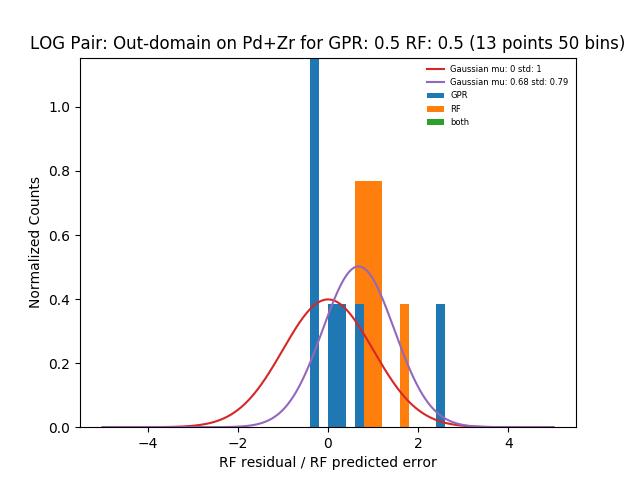 LOG Pair: Out-domain on Pd+Zr for GPR: 0.5 RF: 0.5 (13 points 50 bins)
Gaussian mu: 0 std: 1
Gaussian mu: 0.68 std: 0.79
GPR
RF
both
Normalized Counts
1.0
0.8
0.6
0.4
0.2
0.0
−4
−2
0
2
4
RF residual / RF predicted error